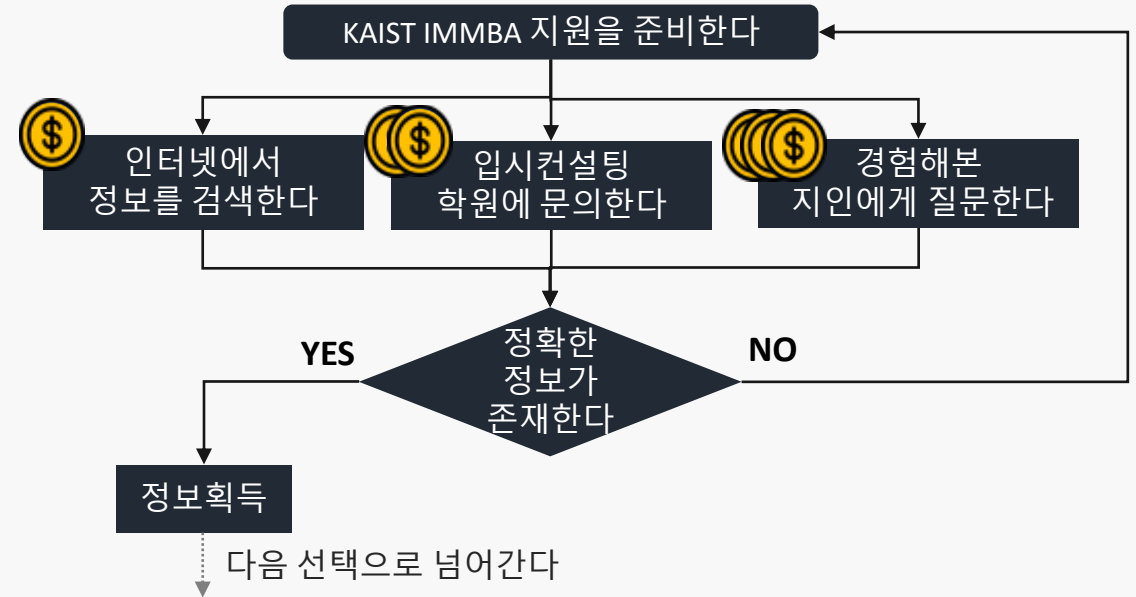 KAIST IMMBA 지원을 준비한다
$
인터넷에서
정보를 검색한다
$
입시컨설팅
학원에 문의한다
$
경험해본
지인에게 질문한다
YES
정확한
정보가
존재한다
NO
정보획득
다음 선택으로 넘어간다